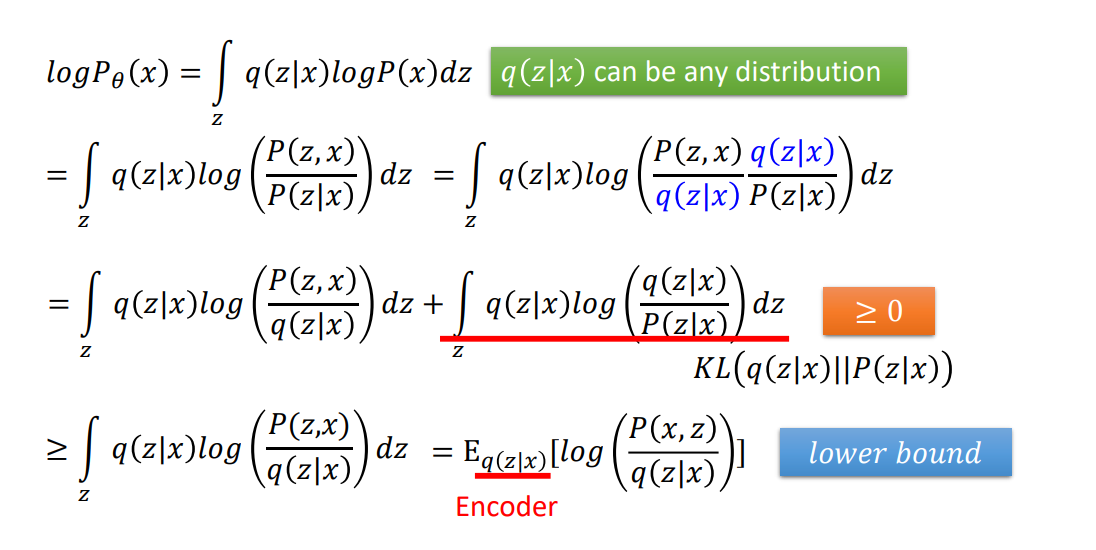 logP_θ(x) = ∫_z q(z|x)logP(x)dz   q(z|x) can be any distribution
= ∫_z q(z|x)log(P(z,x)/P(z|x))dz = ∫_z q(z|x)log(P(z,x)/q(z|x) q(z|x)/P(z|x))dz
= ∫_z q(z|x)log(P(z,x)/q(z|x))dz + ∫_z q(z|x)log(q(z|x)/P(z|x))dz   ≥ 0
KL(q(z|x)||P(z|x))
≥ ∫_z q(z|x)log(P(z,x)/q(z|x))dz = E_q(z|x)[log(P(x,z)/q(z|x))]   lower bound
Encoder